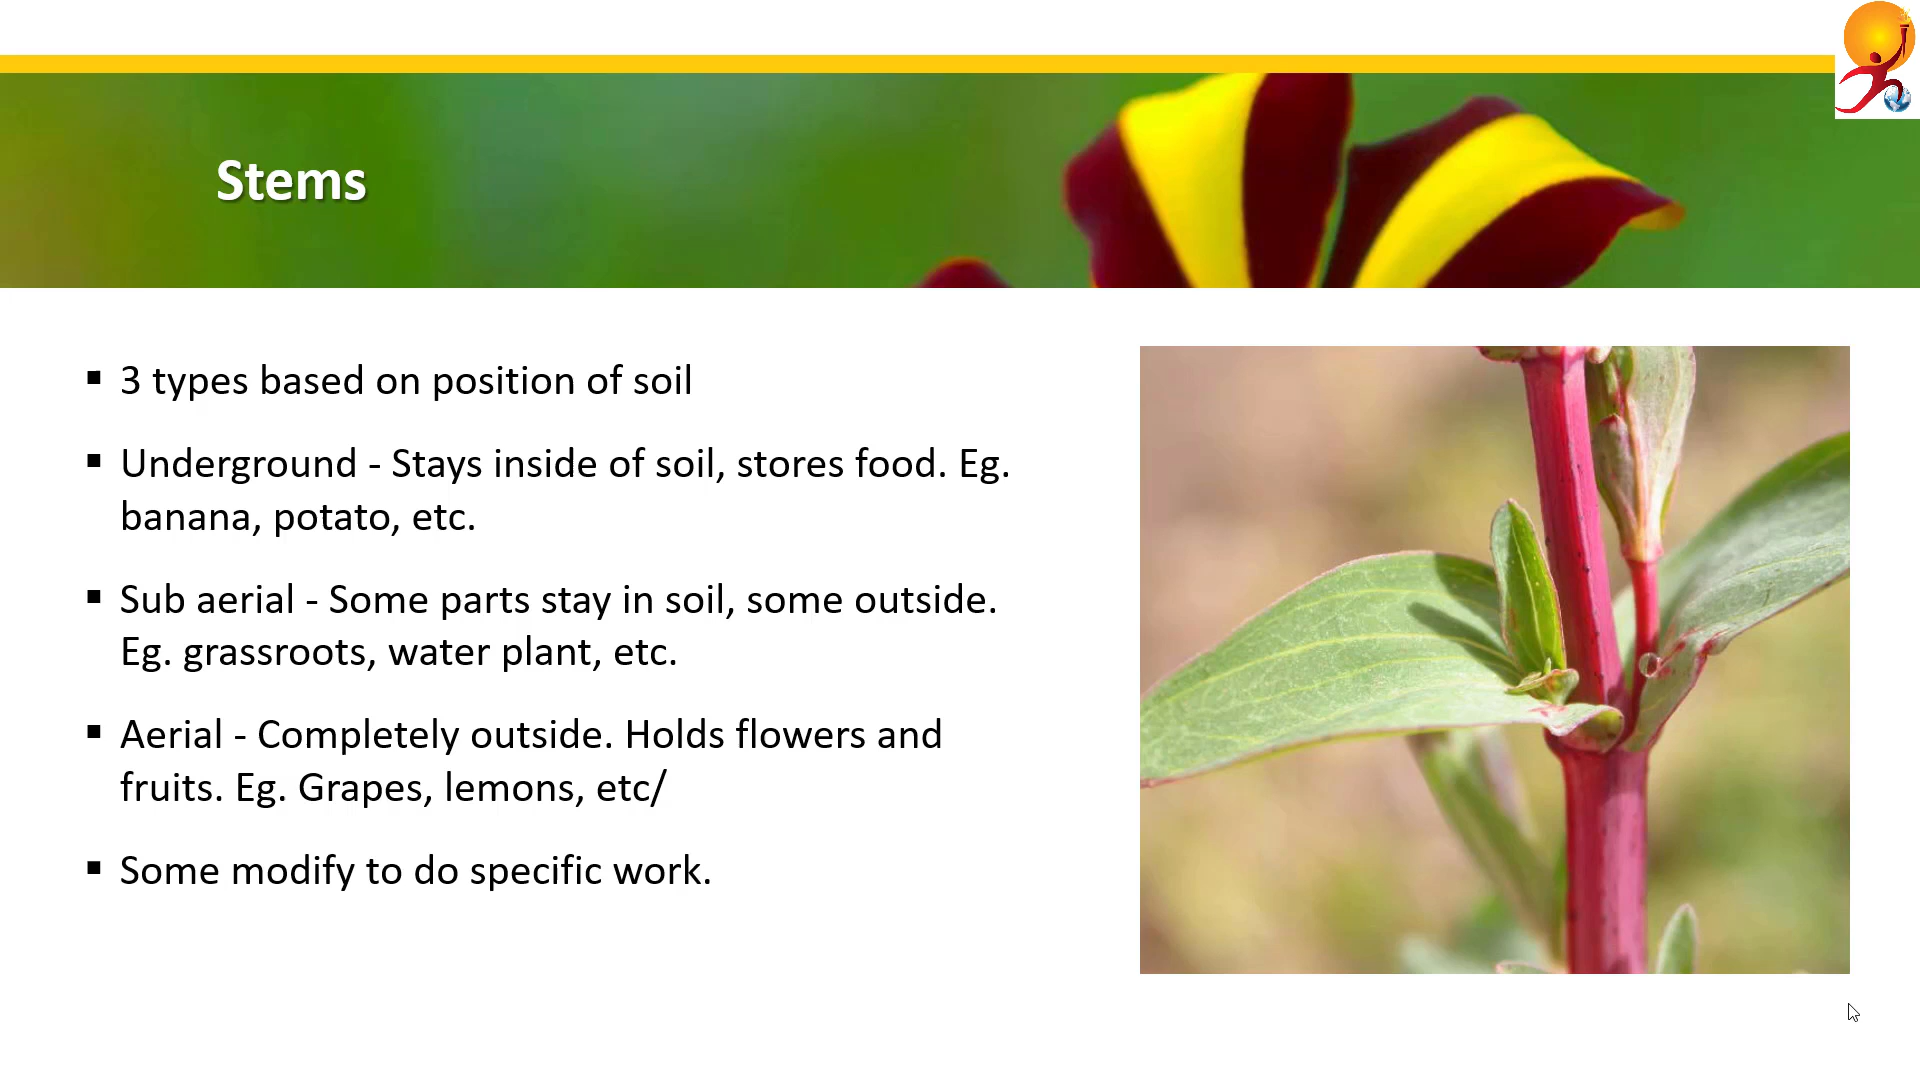 Stems
▪ 3 types based on position of soil
▪ Underground - Stays inside of soil, stores food. Eg.
banana, potato, etc.
▪ Sub aerial - Some parts stay in soil, some outside.
Eg. grassroots, water plant, etc.
▪ Aerial - Completely outside. Holds flowers and
fruits. Eg. Grapes, lemons, etc/
▪ Some modify to do specific work.